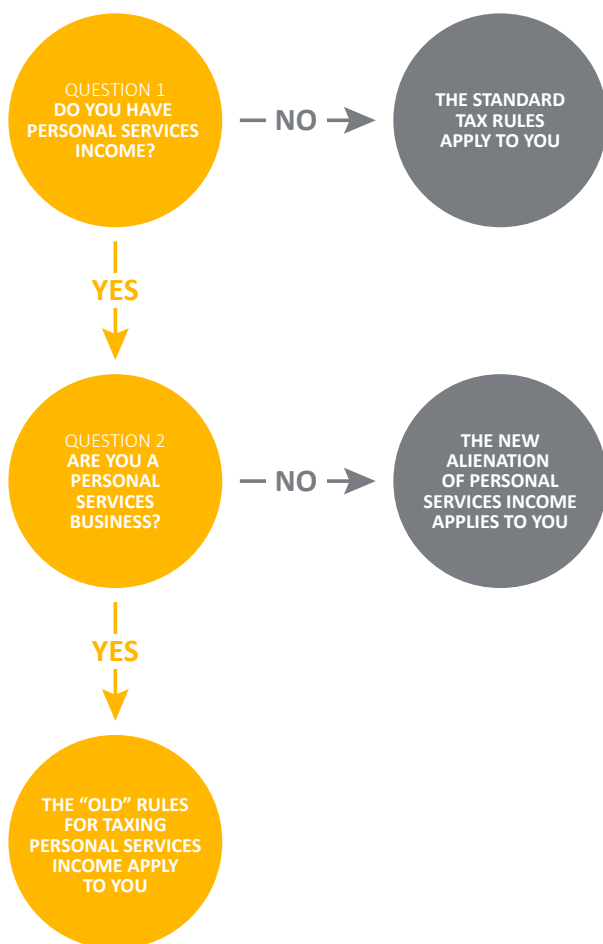 QUESTION 1
DO YOU HAVE
PERSONAL SERVICES
INCOME?
NO
THE STANDARD
TAX RULES
APPLY TO YOU
YES
QUESTION 2
ARE YOU A
PERSONAL
SERVICES
BUSINESS?
NO
THE NEW
ALIENATION
OF PERSONAL
SERVICES INCOME
APPLIES TO YOU
YES
THE “OLD” RULES
FOR TAXING
PERSONAL SERVICES
INCOME APPLY
TO YOU